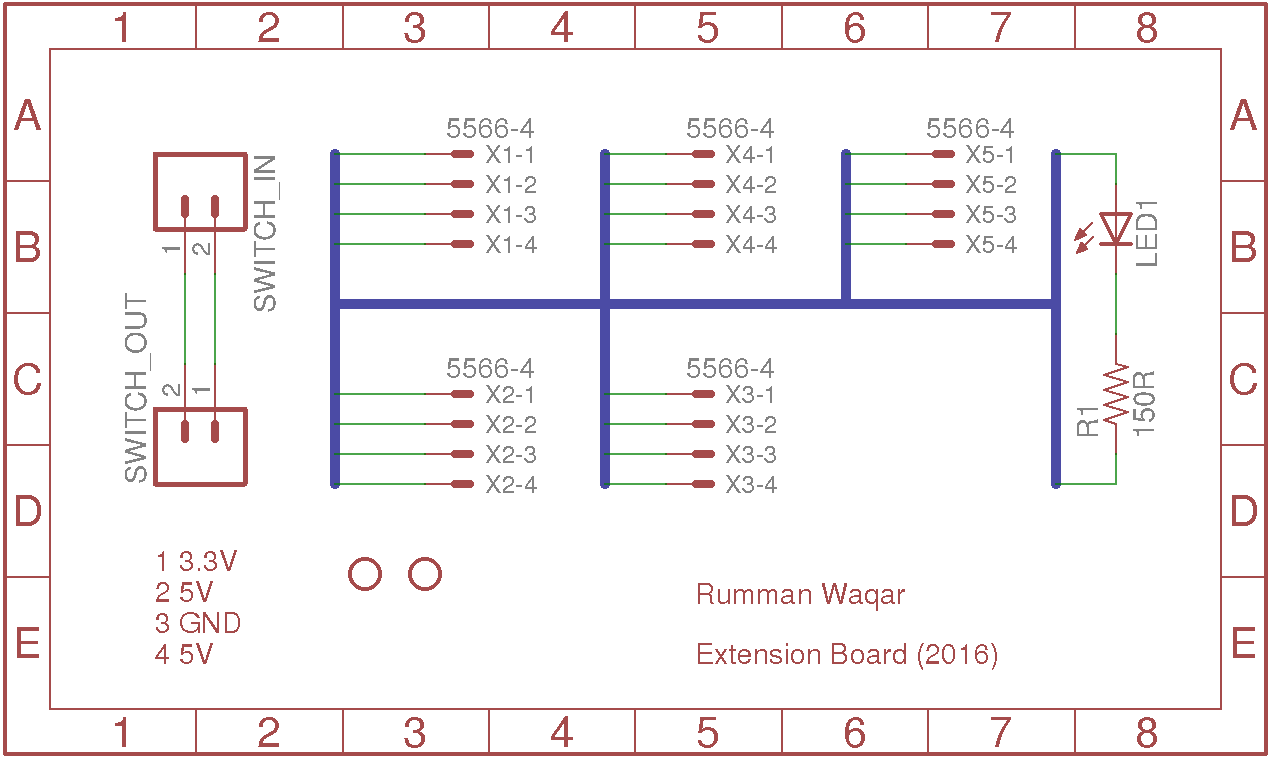 1 2 3 4 5 6 7 8
A A
5566-4 5566-4 5566-4
X1-1 X4-1 X5-1
X1-2 X4-2 X5-2
X1-3 X4-3 X5-3
X1-4 X4-4 X5-4
SWITCH_IN
1 2
LED1
B B
SWITCH_OUT
2 1
C C
5566-4 5566-4
X2-1 X3-1
X2-2 X3-2
X2-3 X3-3
X2-4 X3-4
R1
150R
D D
1 3.3V
2 5V
3 GND
4 5V
Rumman Waqar
Extension Board (2016)
E E
1 2 3 4 5 6 7 8